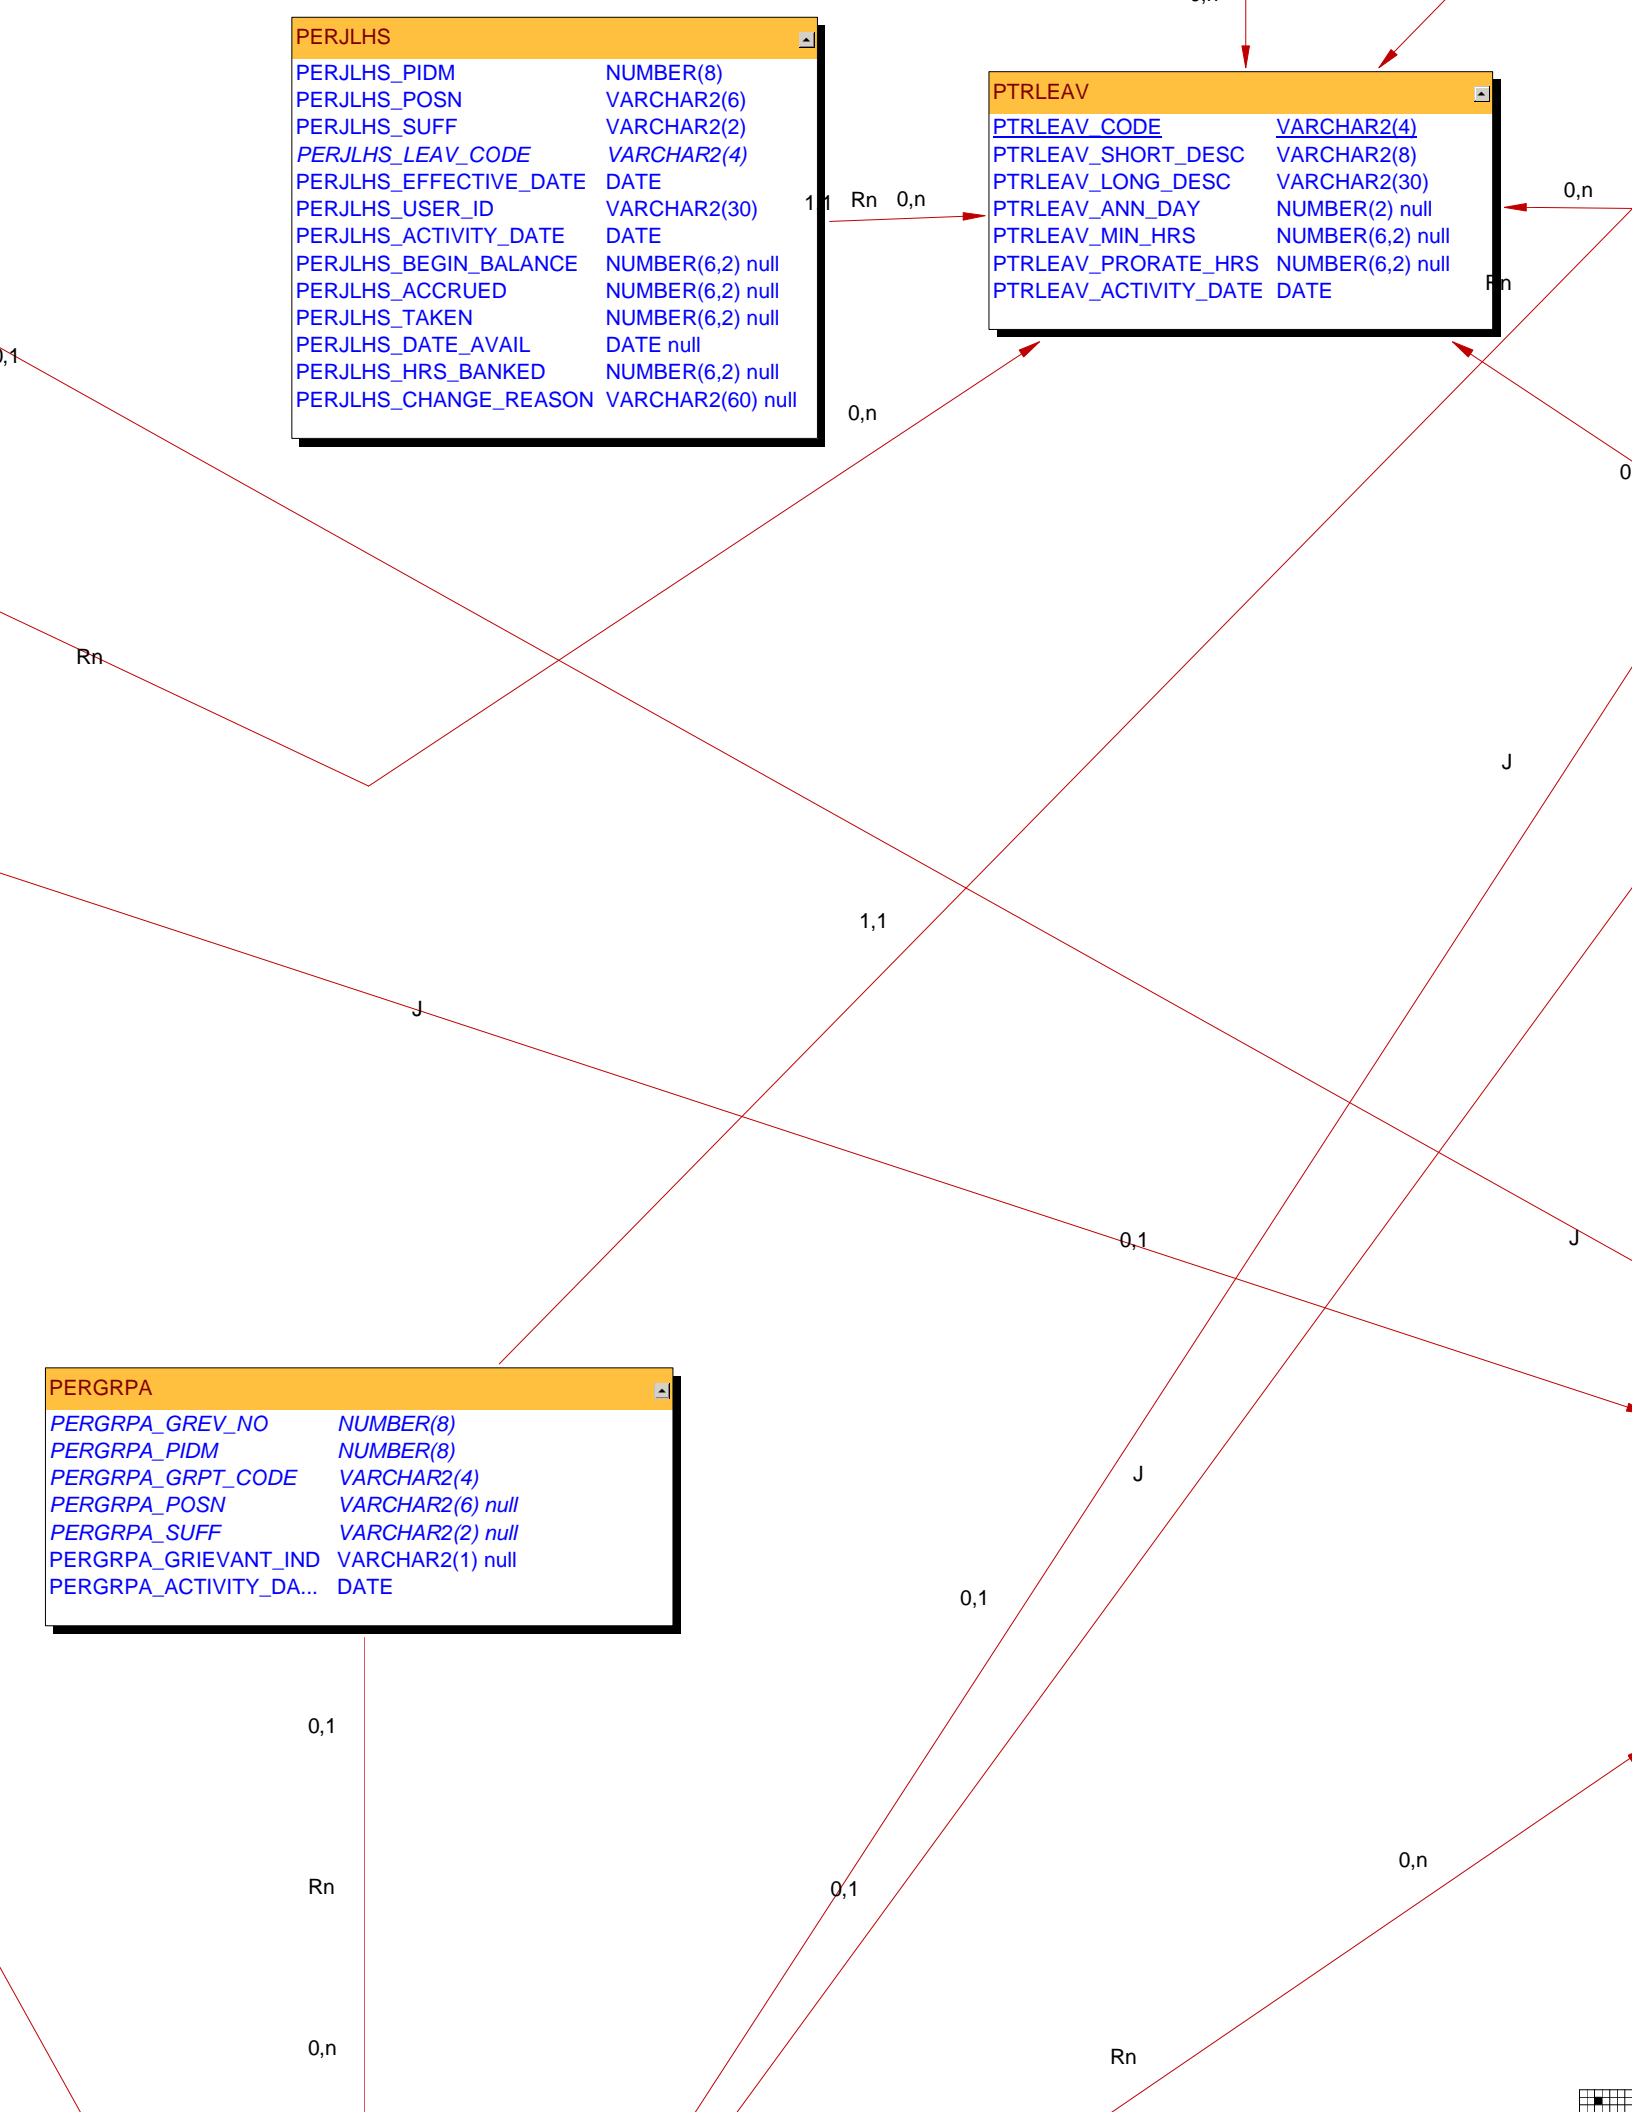 PERJLHS
PERJLHS_PIDM NUMBER(8)
PERJLHS_POSN VARCHAR2(6)
PERJLHS_SUFF VARCHAR2(2)
PERJLHS_LEAV_CODE VARCHAR2(4)
PERJLHS_EFFECTIVE_DATE DATE
PERJLHS_USER_ID VARCHAR2(30)
PERJLHS_ACTIVITY_DATE DATE
PERJLHS_BEGIN_BALANCE NUMBER(6,2) null
PERJLHS_ACCRUED NUMBER(6,2) null
PERJLHS_TAKEN NUMBER(6,2) null
PERJLHS_DATE_AVAIL DATE null
PERJLHS_HRS_BANKED NUMBER(6,2) null
PERJLHS_CHANGE_REASON VARCHAR2(60) null
1,1 Rn 0,n
PTRLEAV
PTRLEAV_CODE VARCHAR2(4)
PTRLEAV_SHORT_DESC VARCHAR2(8)
PTRLEAV_LONG_DESC VARCHAR2(30)
PTRLEAV_ANN_DAY NUMBER(2) null
PTRLEAV_MIN_HRS NUMBER(6,2) null
PTRLEAV_PRORATE_HRS NUMBER(6,2) null
PTRLEAV_ACTIVITY_DATE DATE
0,n
Rn
0,1
0,n
0
Rn
J
1,1
J
0,1
J
PERGRPA
PERGRPA_GREV_NO NUMBER(8)
PERGRPA_PIDM NUMBER(8)
PERGRPA_GRPT_CODE VARCHAR2(4)
PERGRPA_POSN VARCHAR2(6) null
PERGRPA_SUFF VARCHAR2(2) null
PERGRPA_GRIEVANT_IND VARCHAR2(1) null
PERGRPA_ACTIVITY_DA... DATE
J
0,1
0,1
0,n
Rn
0,1
0,n
Rn